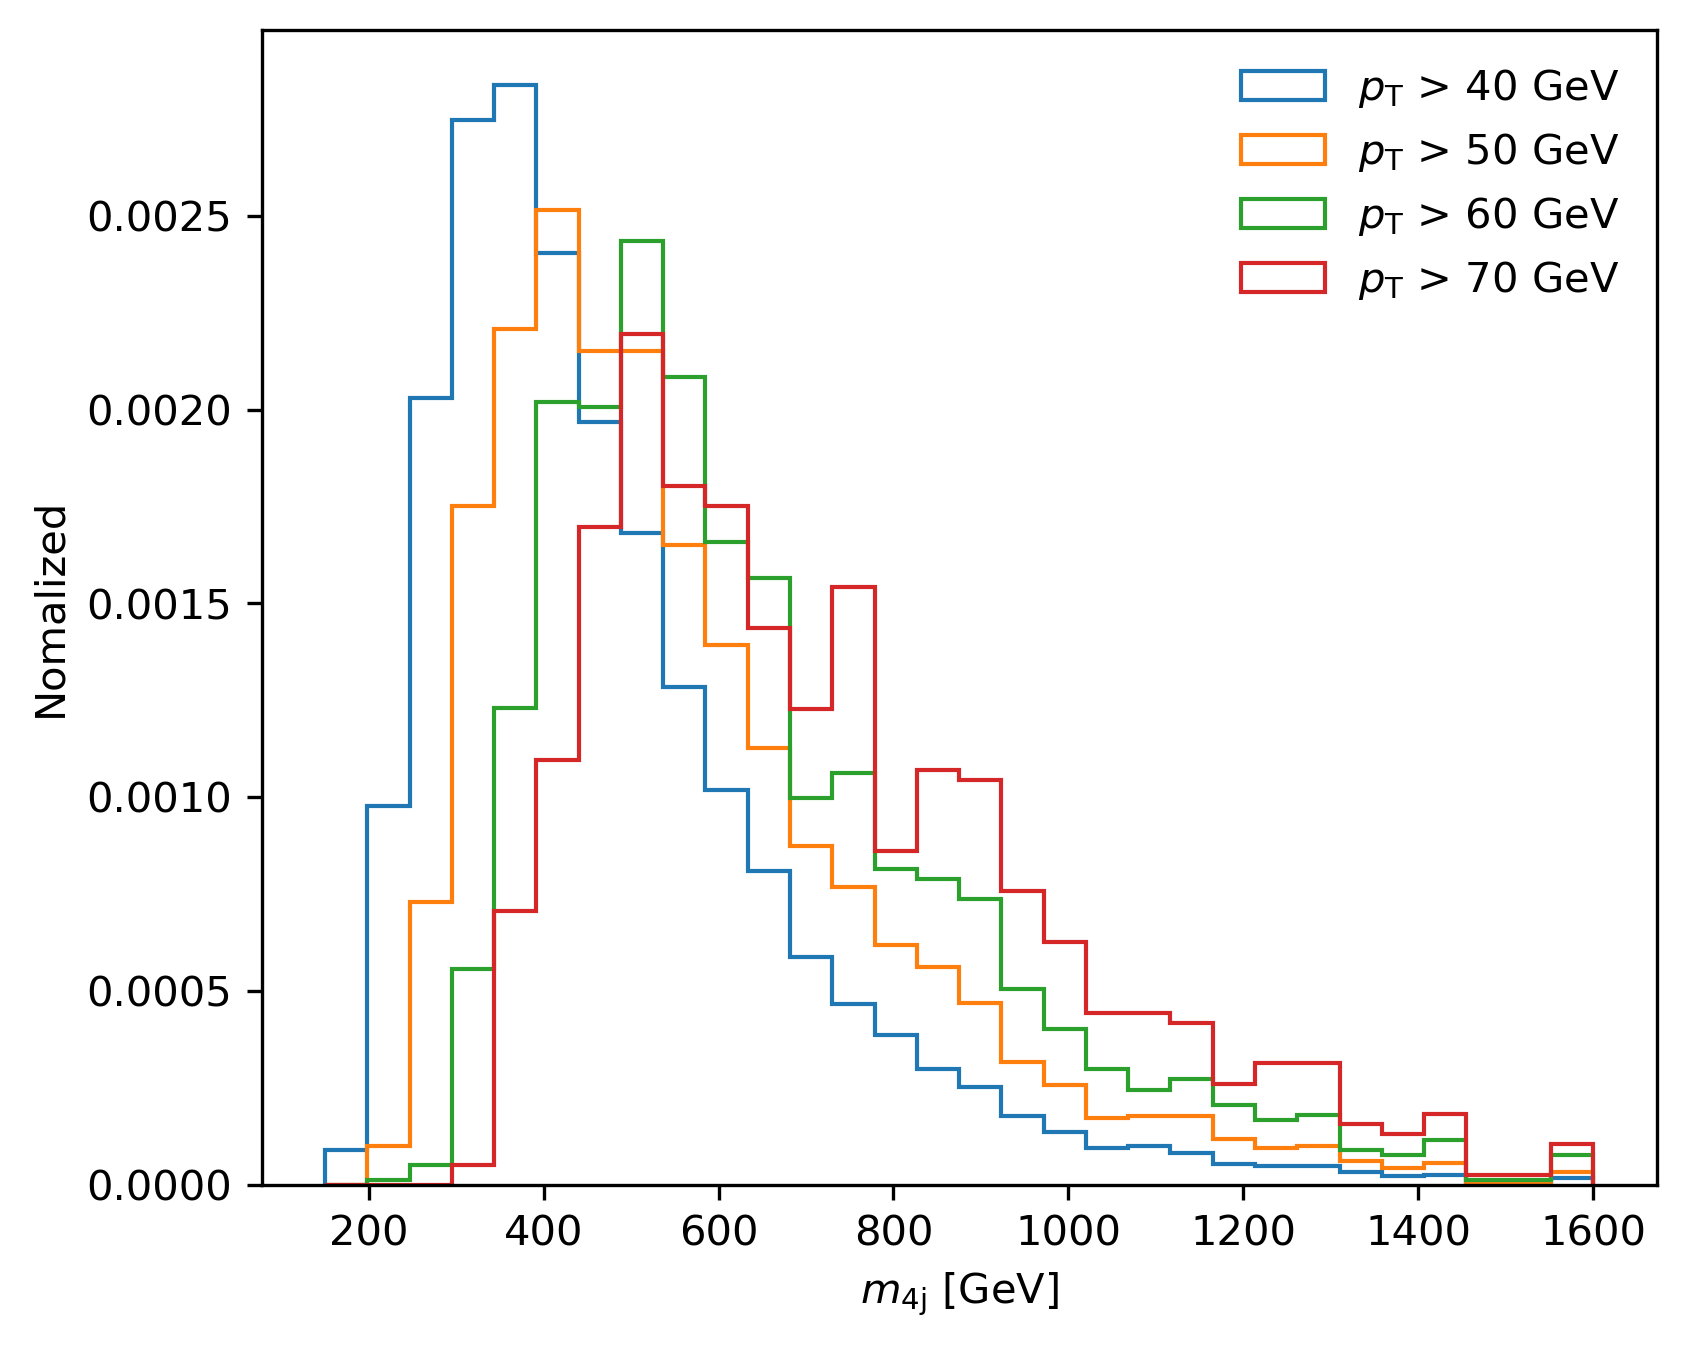 p_T > 40 GeV
p_T > 50 GeV
p_T > 60 GeV
p_T > 70 GeV
0.0025
0.0020
0.0015
0.0010
0.0005
0.0000
Nomalized
200 400 600 800 1000 1200 1400 1600
m_4j [GeV]